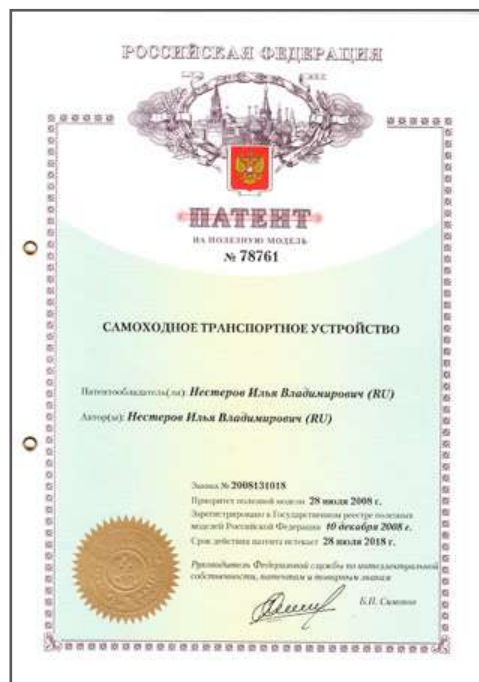 РОССИЙСКАЯ ФЕДЕРАЦИЯ
ПАТЕНТ
НА ПОЛЕЗНУЮ МОДЕЛЬ
№ 78761
САМОХОДНОЕ ТРАНСПОРТНОЕ УСТРОЙСТВО
Патентообладатель(ли): Нестеров Илья Владимирович (RU)
Автор(ы): Нестеров Илья Владимирович (RU)
Заявка № 2008131018
Приоритет полезной модели 28 июля 2008 г.
Зарегистрировано в Государственном реестре полезных
моделей Российской Федерации 10 декабря 2008 г.
Срок действия патента истекает 28 июля 2018 г.
Руководитель Федеральной службы по интеллектуальной
собственности, патентам и товарным знакам
Б.П. Симонов